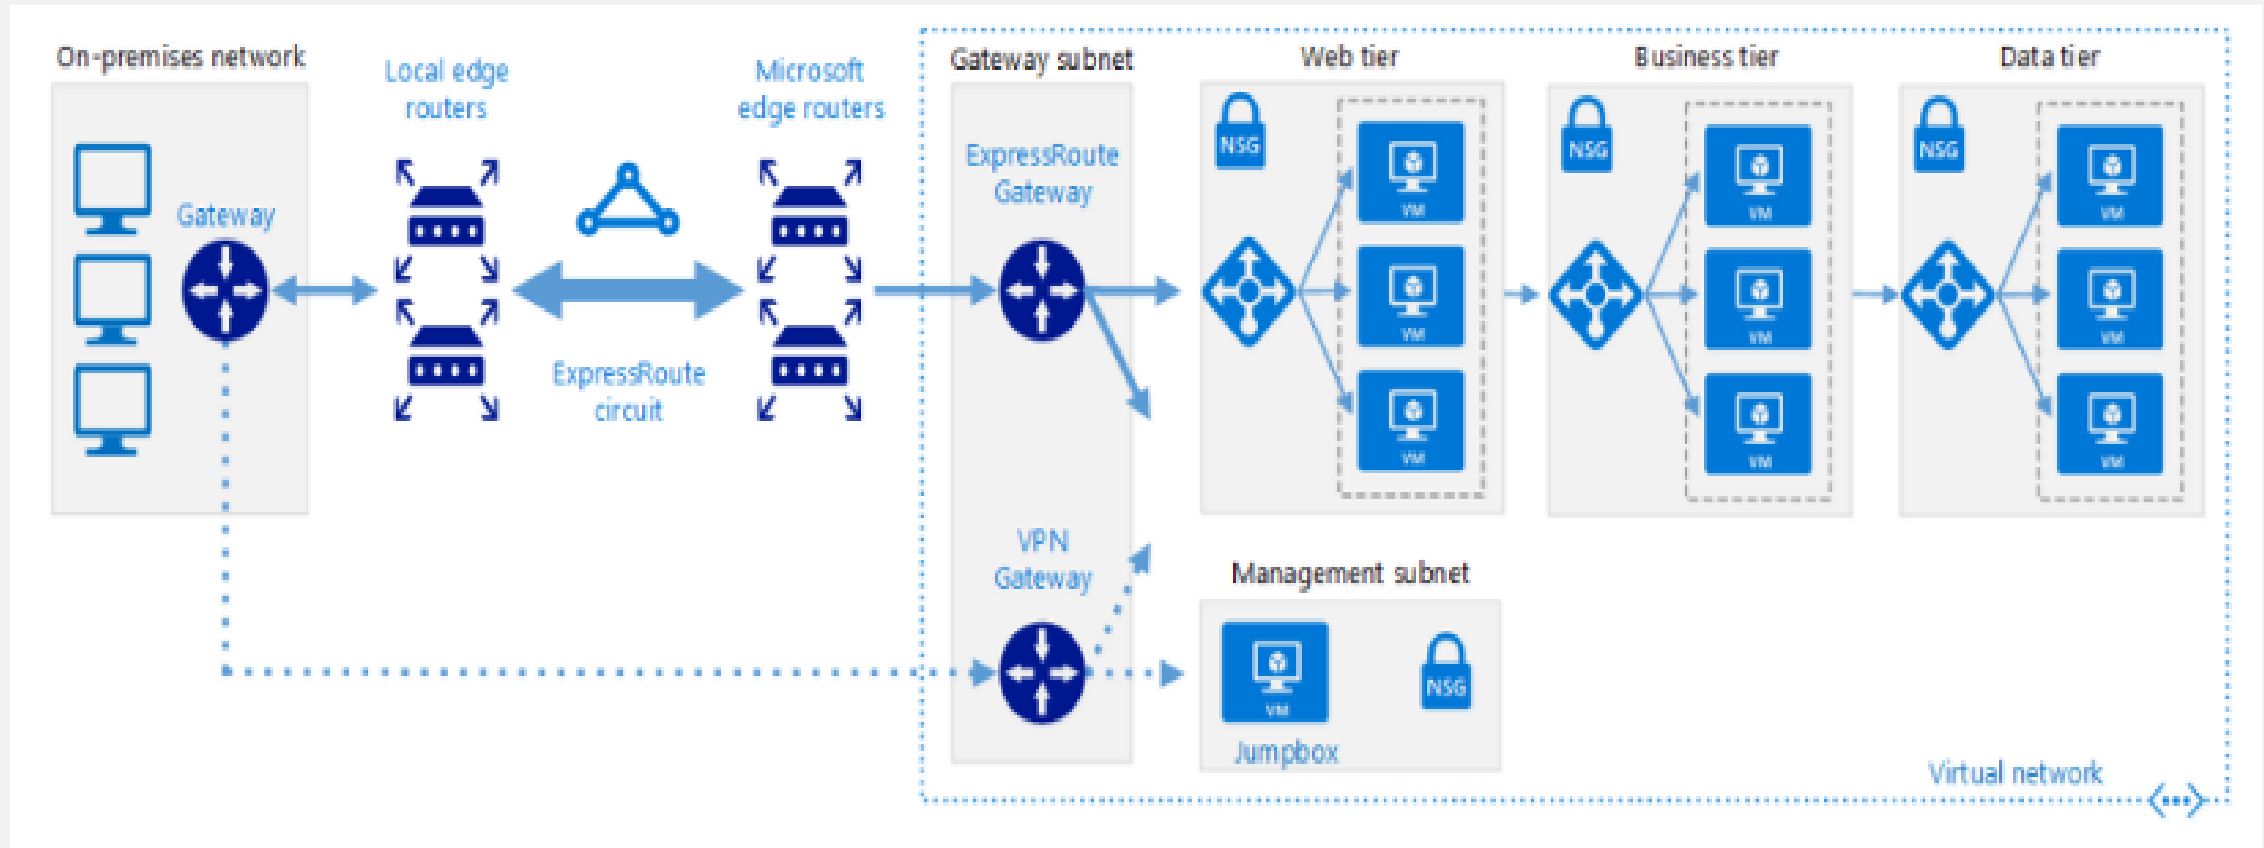 On-premises network
Local edge
routers
Microsoft
edge routers
Gateway subnet
Web tier
Business tier
Data tier
Gateway
ExpressRoute
Gateway
NSG
NSG
NSG
VM
VM
VM
VM
VM
VM
VM
VM
VM
ExpressRoute
circuit
VPN
Gateway
Management subnet
VM
NSG
Jumpbox
Virtual network